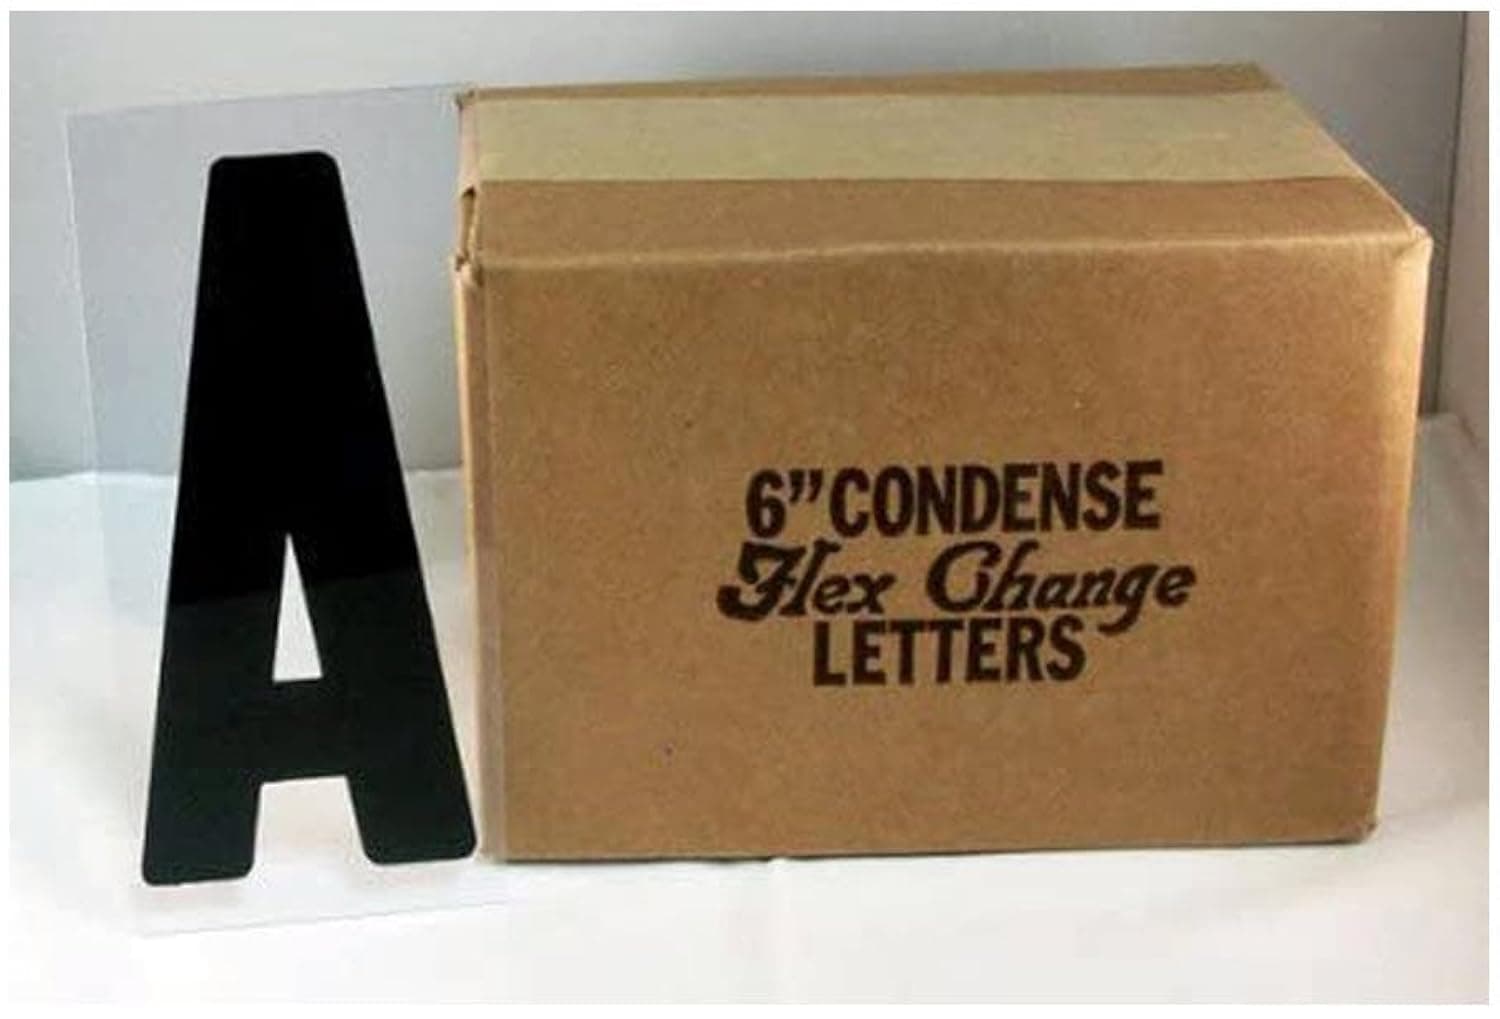 A
6” CONDENSE
Flex Change
LETTERS